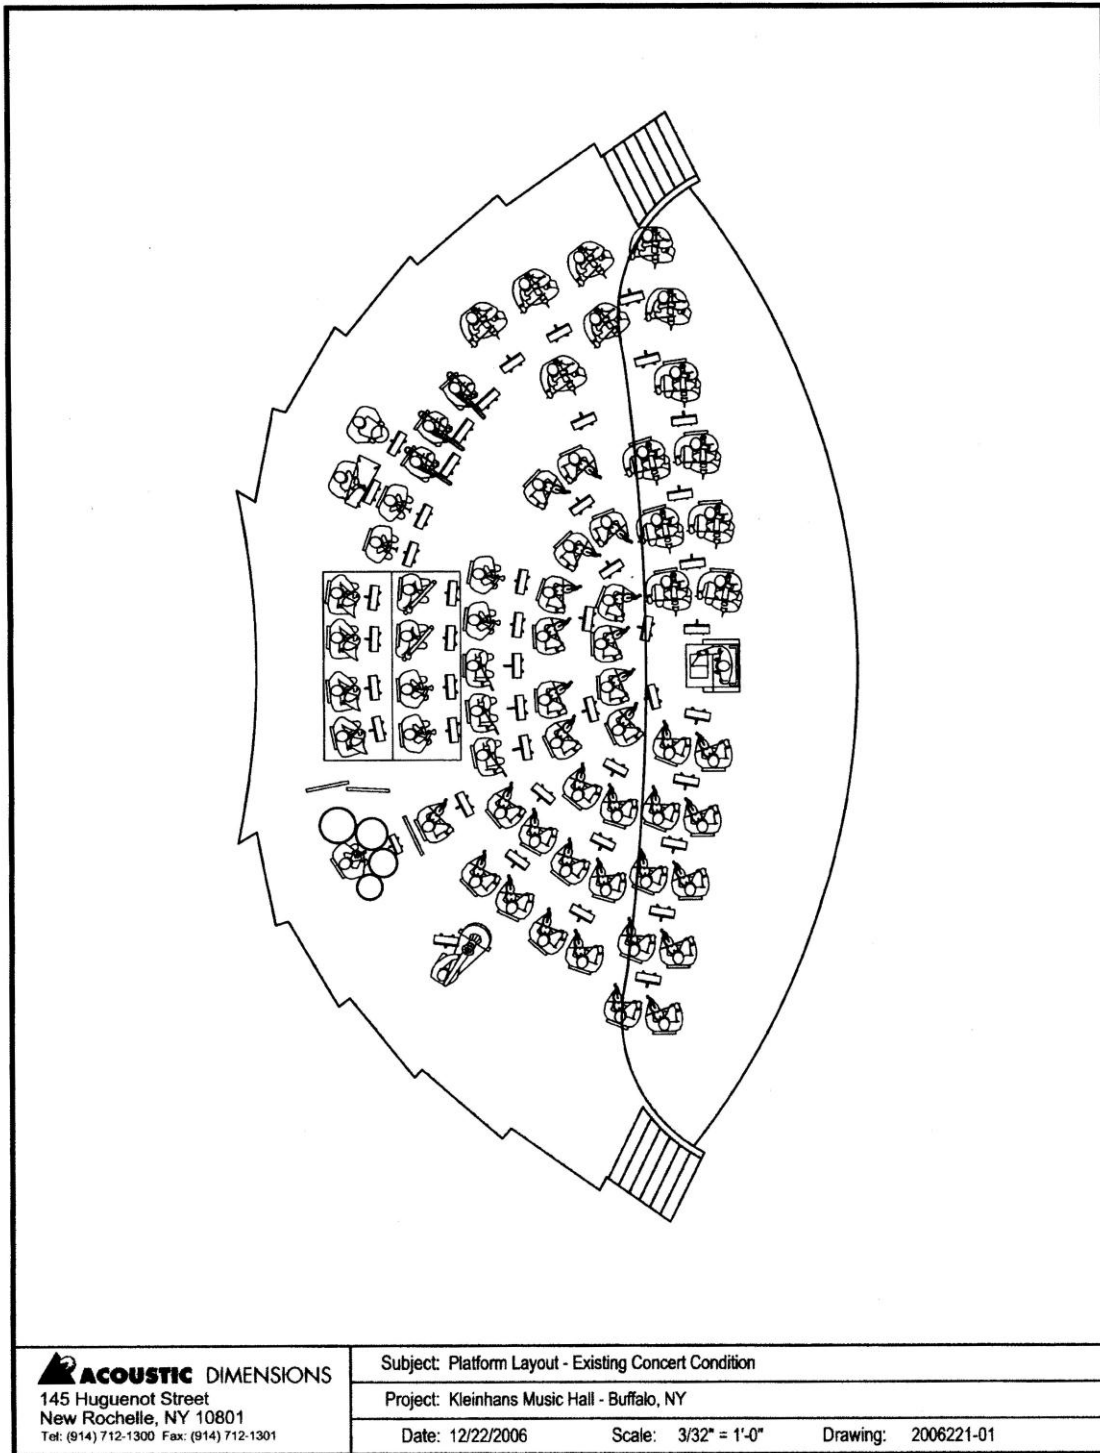 ACOUSTIC DIMENSIONS
145 Huguenot Street
New Rochelle, NY 10801
Tel: (914) 712-1300 Fax: (914) 712-1301
Subject: Platform Layout - Existing Concert Condition
Project: Kleinhans Music Hall - Buffalo, NY
Date: 12/22/2006 Scale: 3/32" = 1'-0" Drawing: 2006221-01